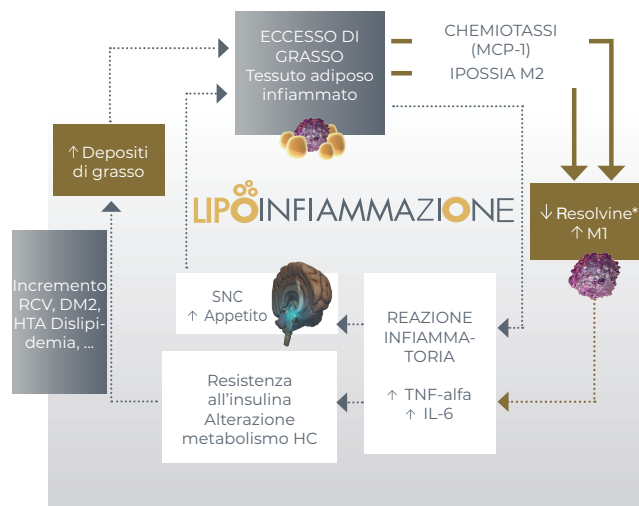 ECCESSO DI
GRASSO
Tessuto adiposo
infiammato
CHEMIOTASSI
(MCP-1)
IPOSSIA M2
↑ Depositi
di grasso
LIPOINFIAMMAZIONE
↓ Resolvine*
↑ M1
Incremento
RCV, DM2,
HTA Dislipi-
demia, ...
SNC
↑ Appetito
REAZIONE
INFIAMMA-
TORIA
↑ TNF-alfa
↑ IL-6
Resistenza
all'insulina
Alterazione
metabolismo HC